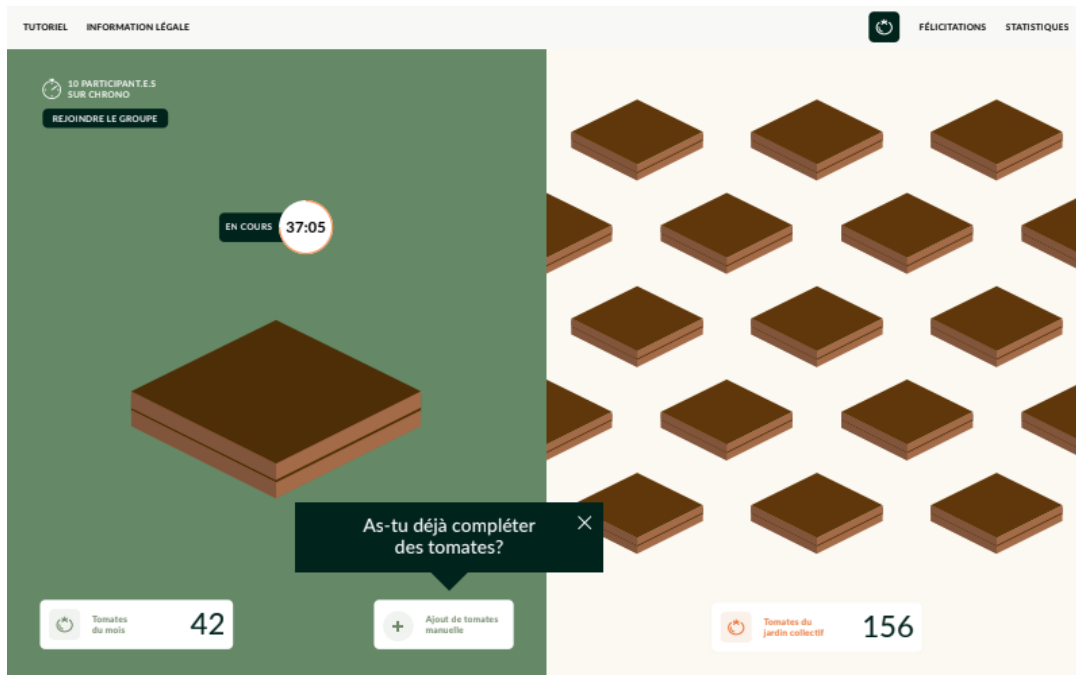 TUTORIEL INFORMATION LÉGALE FÉLICITATIONS STATISTIQUES
10 PARTICIPANT.E.S
SUR CHRONO
REJOINDRE LE GROUPE
EN COURS 37:05
As-tu déjà compléter
des tomates?
Tomates
du mois
42
Ajout de tomates
manuelle
Tomates du
jardin collectif
156